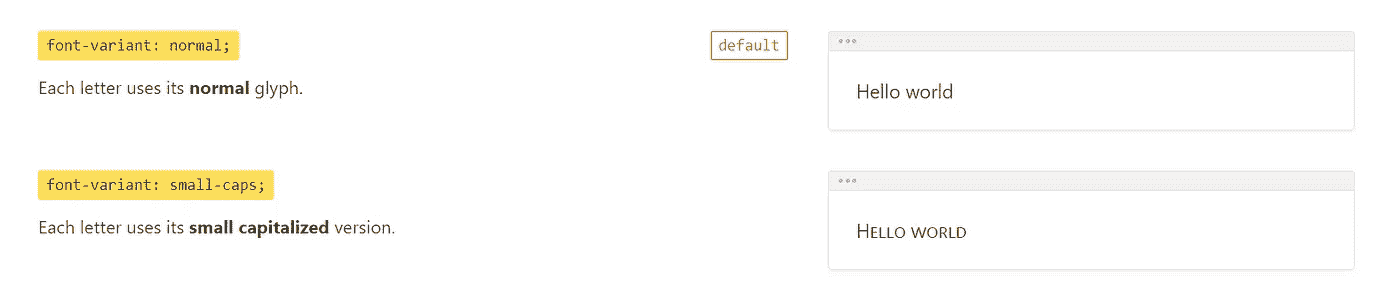 font-variant: normal;
default
Each letter uses its normal glyph.
Hello world
font-variant: small-caps;
Each letter uses its small capitalized version.
Hello world